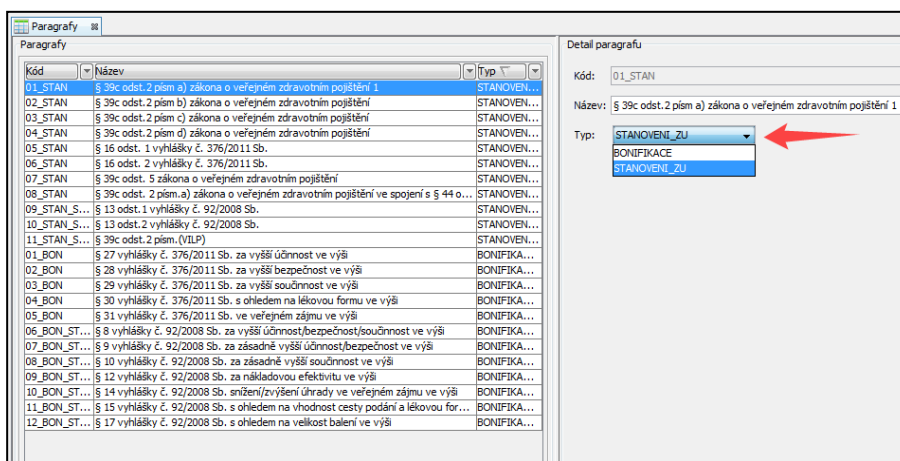 Paragrafy
Paragrafy
Kód Název Typ
01_STAN § 39c odst.2 písm a) zákona o veřejném zdravotním pojištění 1 STANOVEN...
02_STAN § 39c odst.2 písm b) zákona o veřejném zdravotním pojištění STANOVEN...
03_STAN § 39c odst.2 písm c) zákona o veřejném zdravotním pojištění STANOVEN...
04_STAN § 39c odst.2 písm d) zákona o veřejném zdravotním pojištění STANOVEN...
05_STAN § 16 odst. 1 vyhlášky č. 376/2011 Sb. STANOVEN...
06_STAN § 16 odst. 2 vyhlášky č. 376/2011 Sb. STANOVEN...
07_STAN § 39c odst. 5 zákona o veřejném zdravotním pojištění STANOVEN...
08_STAN § 39c odst. 2 písm.a) zákona o veřejném zdravotním pojištění ve spojení s § 44 o... STANOVEN...
09_STAN_S... § 13 odst.1 vyhlášky č. 92/2008 Sb. STANOVEN...
10_STAN_S... § 13 odst.2 vyhlášky č. 92/2008 Sb. STANOVEN...
11_STAN_S... § 39c odst.2 písm.(VILP) STANOVEN...
01_BON § 27 vyhlášky č. 376/2011 Sb. za vyšší účinnost ve výši BONIFIKA...
02_BON § 28 vyhlášky č. 376/2011 Sb. za vyšší bezpečnost ve výši BONIFIKA...
03_BON § 29 vyhlášky č. 376/2011 Sb. za vyšší součinnost ve výši BONIFIKA...
04_BON § 30 vyhlášky č. 376/2011 Sb. s ohledem na lékovou formu ve výši BONIFIKA...
05_BON § 31 vyhlášky č. 376/2011 Sb. ve veřejném zájmu ve výši BONIFIKA...
06_BON_ST... § 8 vyhlášky č. 92/2008 Sb. za vyšší účinnost/bezpečnost/součinnost ve výši BONIFIKA...
07_BON_ST... § 9 vyhlášky č. 92/2008 Sb. za zásadně vyšší účinnost/bezpečnost ve výši BONIFIKA...
08_BON_ST... § 10 vyhlášky č. 92/2008 Sb. za zásadně vyšší součinnost ve výši BONIFIKA...
09_BON_ST... § 12 vyhlášky č. 92/2008 Sb. za nákladovou efektivitu ve výši BONIFIKA...
10_BON_ST... § 14 vyhlášky č. 92/2008 Sb. snížení/zvýšení úhrady ve veřejném zájmu ve výši BONIFIKA...
11_BON_ST... § 15 vyhlášky č. 92/2008 Sb. s ohledem na vhodnost cesty podání a lékovou for... BONIFIKA...
12_BON_ST... § 17 vyhlášky č. 92/2008 Sb. s ohledem na velikost balení ve výši BONIFIKA...
Detail paragrafu
Kód: 01_STAN
Název: § 39c odst.2 písm a) zákona o veřejném zdravotním pojištění 1
Typ: STANOVENI_ZU
BONIFIKACE
STANOVENI_ZU